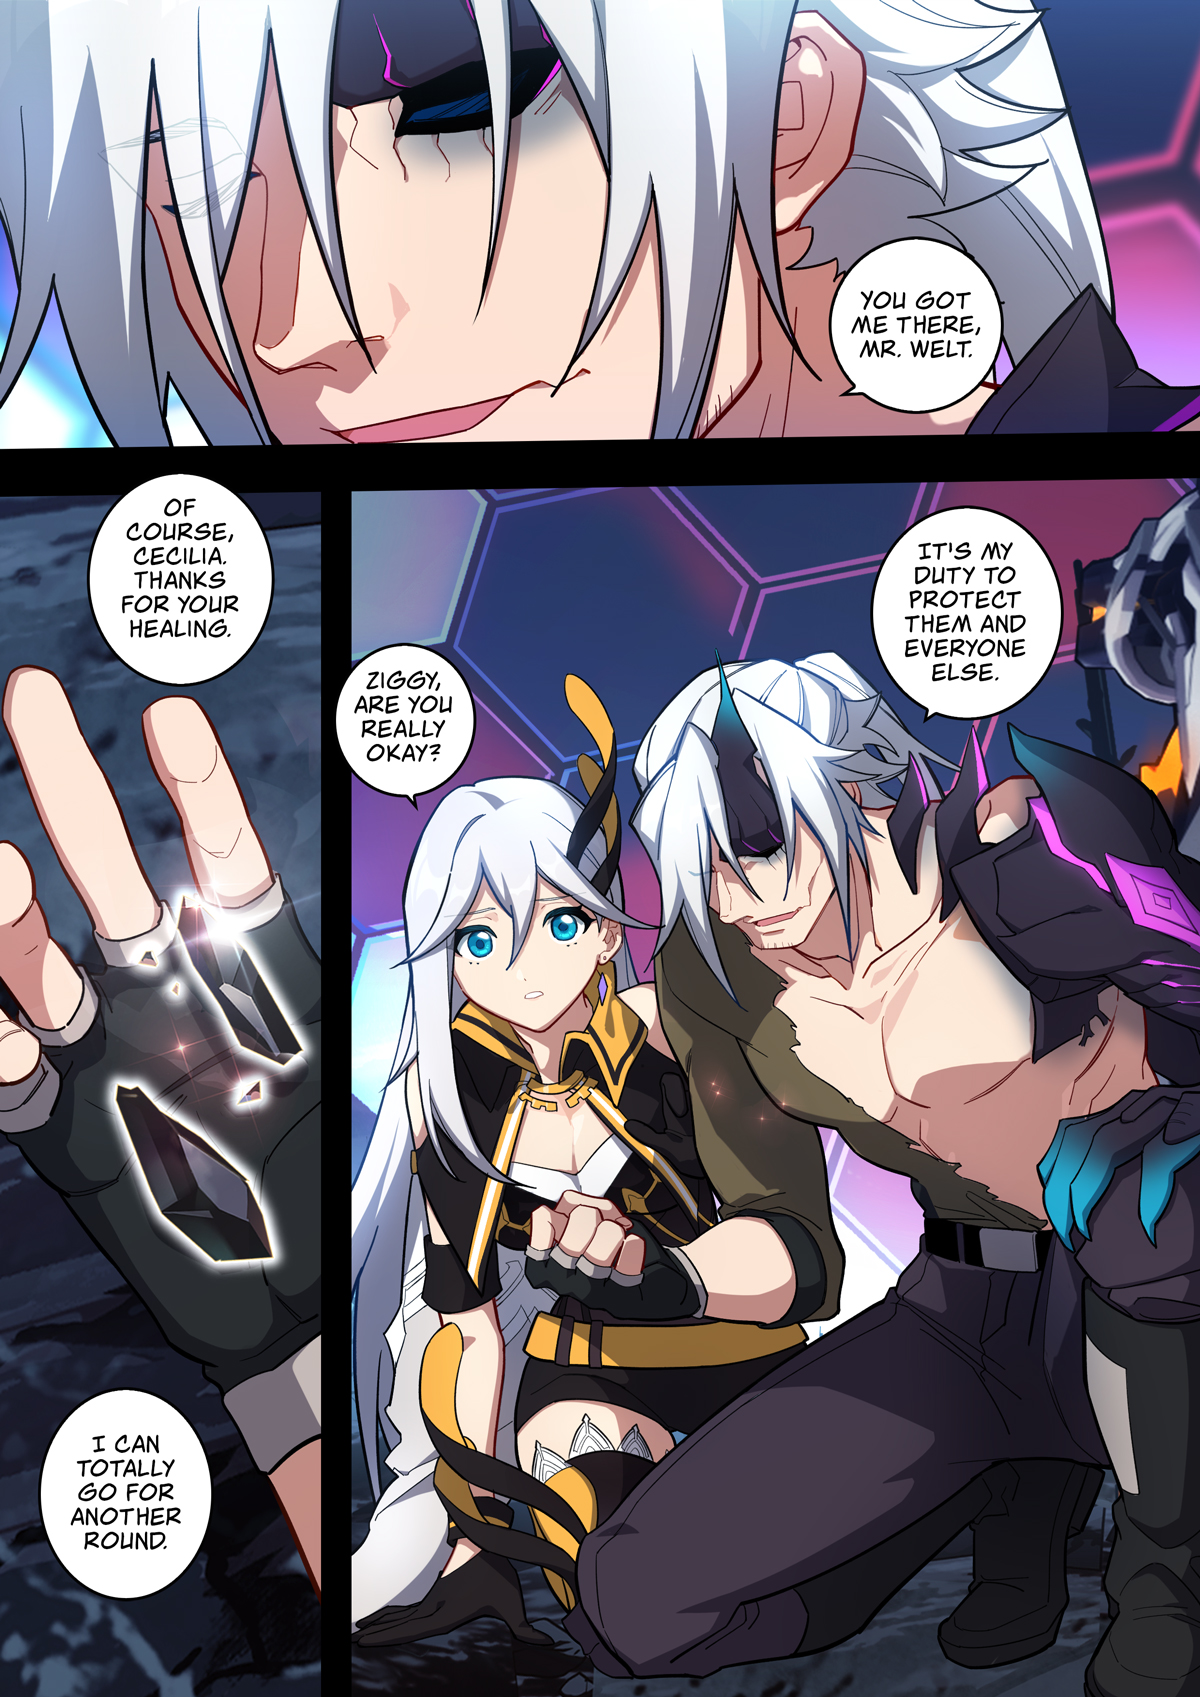 YOU GOT
ME THERE,
MR. WELT.
IT'S MY
DUTY TO
PROTECT
THEM AND
EVERYONE
ELSE.
ZIGGY,
ARE YOU
REALLY
OKAY?
OF
COURSE,
CECILIA.
THANKS
FOR YOUR
HEALING.
I CAN
TOTALLY
GO FOR
ANOTHER
ROUND.